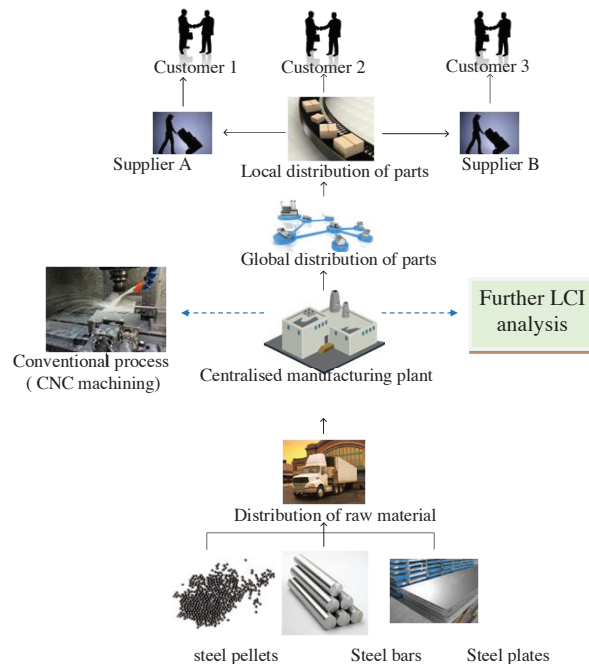 Customer 1
Customer 2
Customer 3
Supplier A
Local distribution of parts
Supplier B
Global distribution of parts
Further LCI
analysis
Conventional process
( CNC machining)
Centralised manufacturing plant
Distribution of raw material
steel pellets
Steel bars
Steel plates